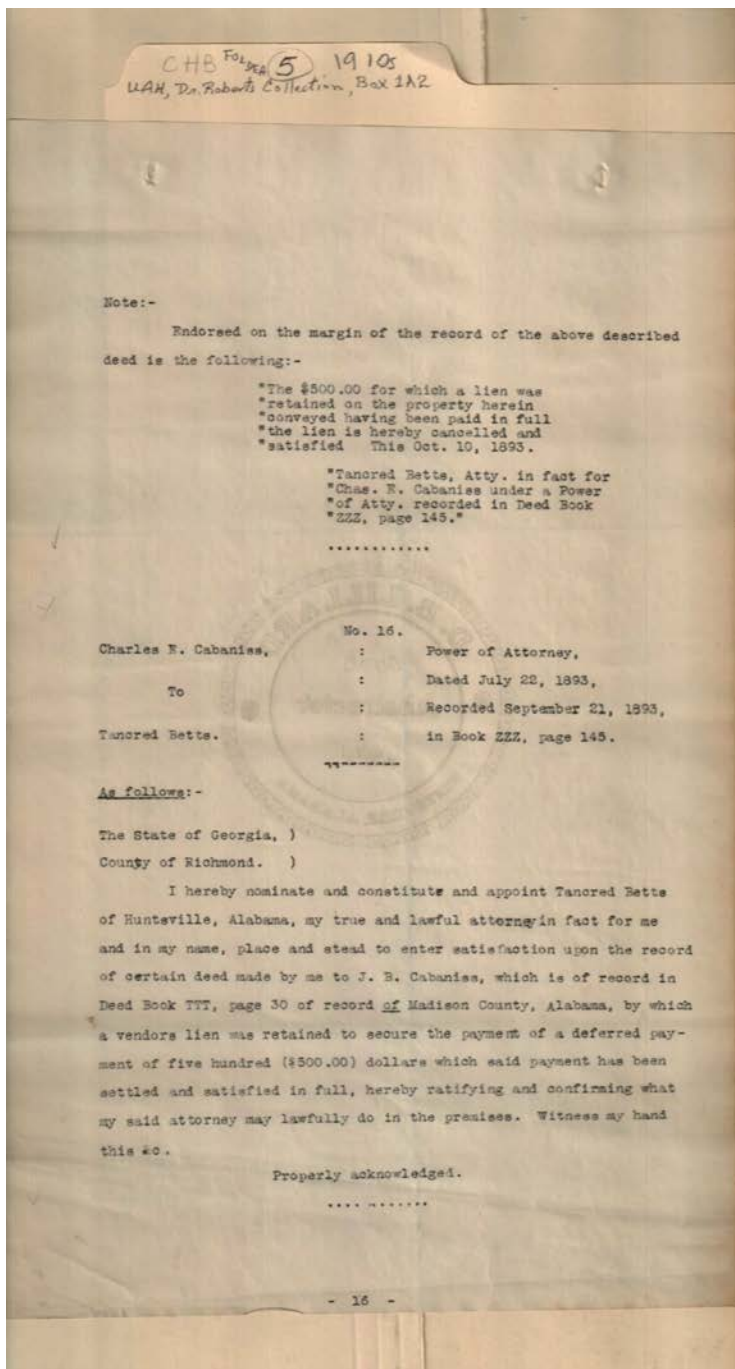 CHB FOLDER 5 1910s
UAH, Dr. Roberts Collection, Box 1A2
Note:-
Endorsed on the margin of the record of the above described
deed is the following:-
"The $500.00 for which a lien was
"retained on the property herein
"conveyed having been paid in full
"the lien is hereby cancelled and
"satisfied This Oct. 10, 1893.
"Tancred Betts, Atty. in fact for
"Chas. E. Cabaniss under a Power
"of Atty. recorded in Deed Book
"ZZZ, page 145."
............
No. 16.
Charles E. Cabaniss, : Power of Attorney,
: Dated July 22, 1893,
To
: Recorded September 21, 1893,
Tancred Betts. : in Book ZZZ, page 145.
As follows:-
The State of Georgia, )
County of Richmond. )
I hereby nominate and constitute and appoint Tancred Betts
of Huntsville, Alabama, my true and lawful attorneyin fact for me
and in my name, place and stead to enter satisfaction upon the record
of certain deed made by me to J. B. Cabaniss, which is of record in
Deed Book TTT, page 30 of record of Madison County, Alabama, by which
a vendors lien was retained to secure the payment of a deferred pay-
ment of five hundred ($500.00) dollars which said payment has been
settled and satisfied in full, hereby ratifying and confirming what
my said attorney may lawfully do in the premises. Witness my hand
this &c.
Properly acknowledged.
............
- 16 -